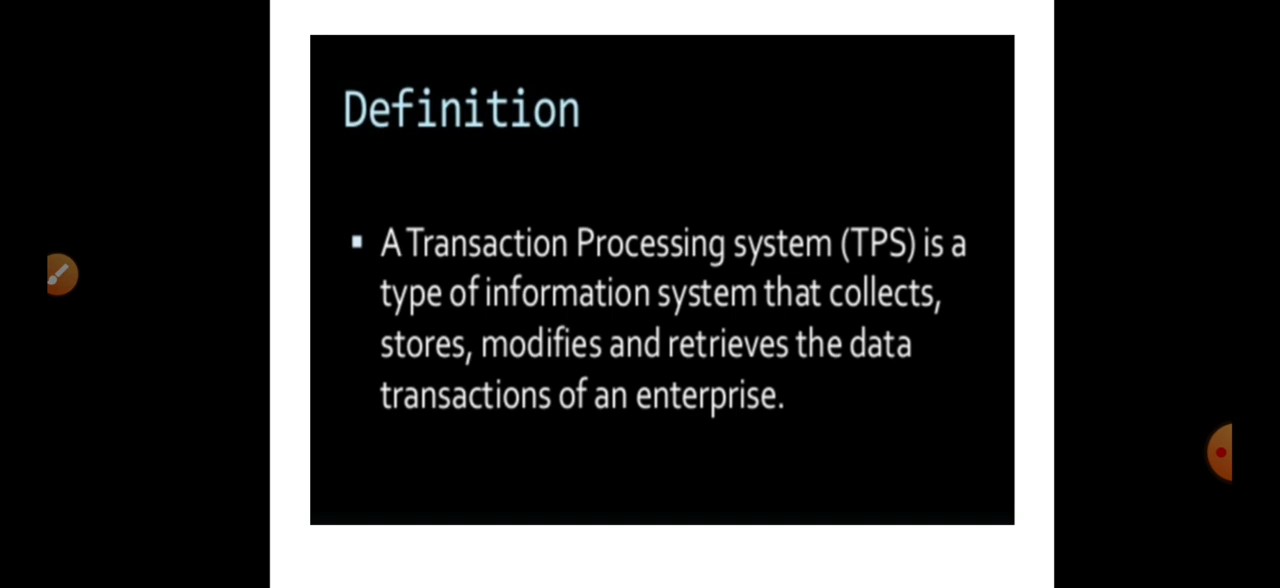 Definition
▪ A Transaction Processing system (TPS) is a
type of information system that collects,
stores, modifies and retrieves the data
transactions of an enterprise.